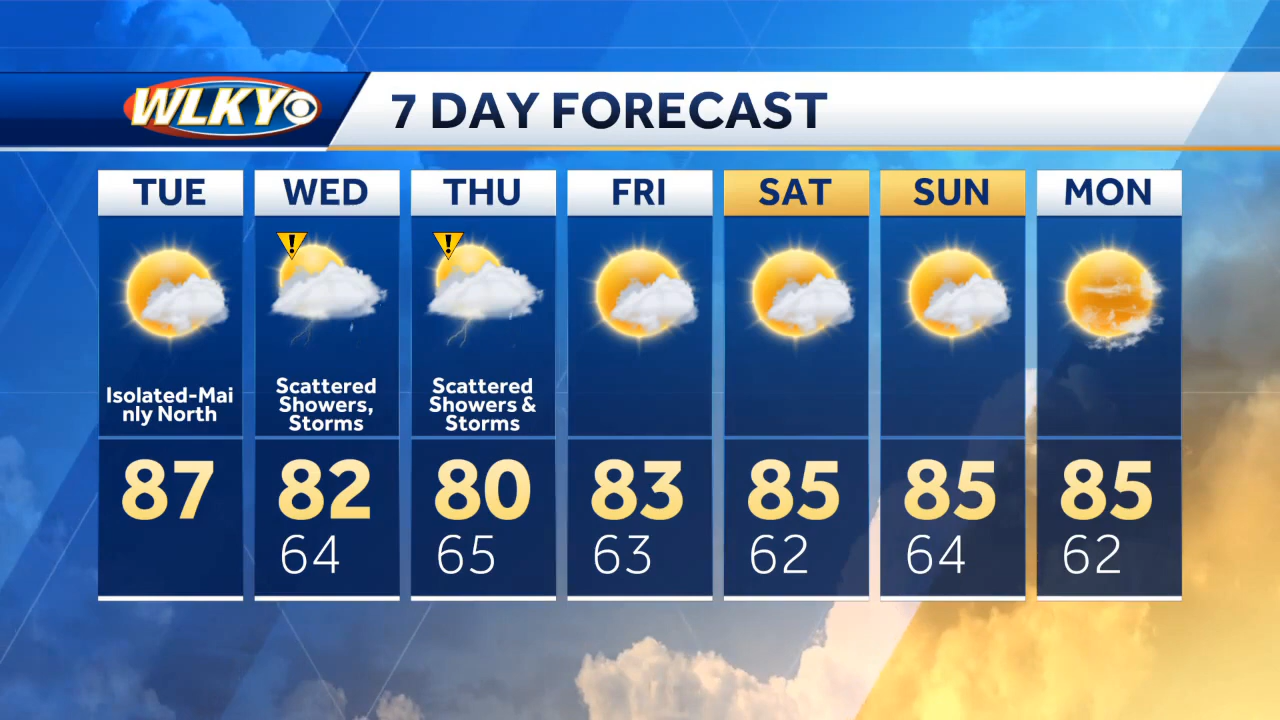 WLKY
7 DAY FORECAST
TUE
WED
THU
FRI
SAT
SUN
MON
!
!
Isolated-Mai
nly North
Scattered
Showers,
Storms
Scattered
Showers &
Storms
87
82
80
83
85
85
85
64
65
63
62
64
62